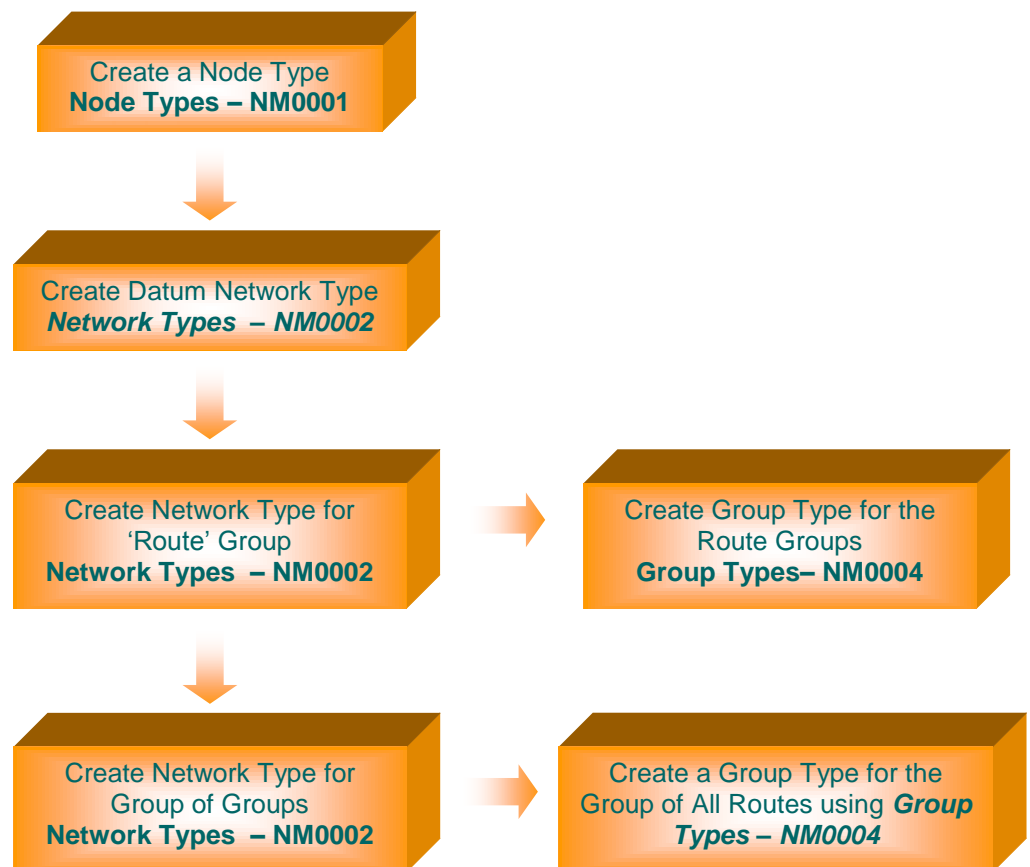 Create a Node Type
Node Types – NM0001
Create Datum Network Type
Network Types – NM0002
Create Network Type for
‘Route’ Group
Network Types – NM0002
Create Group Type for the
Route Groups
Group Types– NM0004
Create Network Type for
Group of Groups
Network Types – NM0002
Create a Group Type for the
Group of All Routes using Group
Types – NM0004